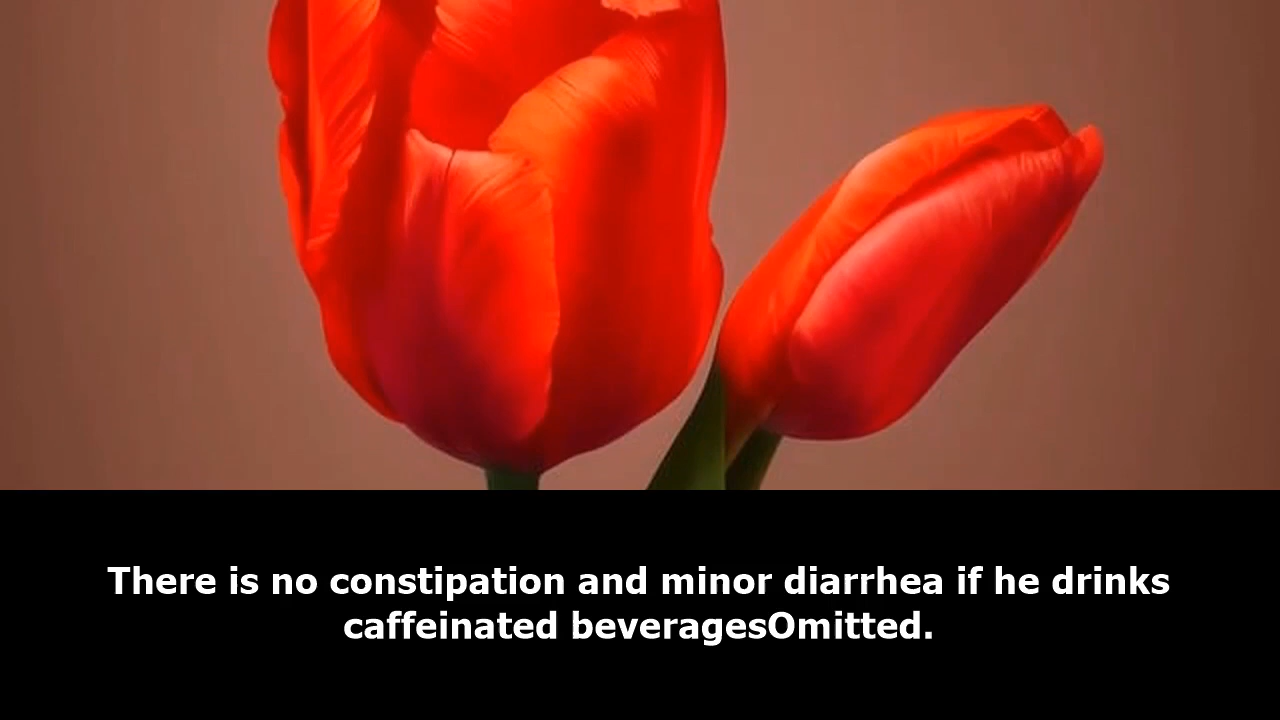 There is no constipation and minor diarrhea if he drinks
caffeinated beveragesOmitted.